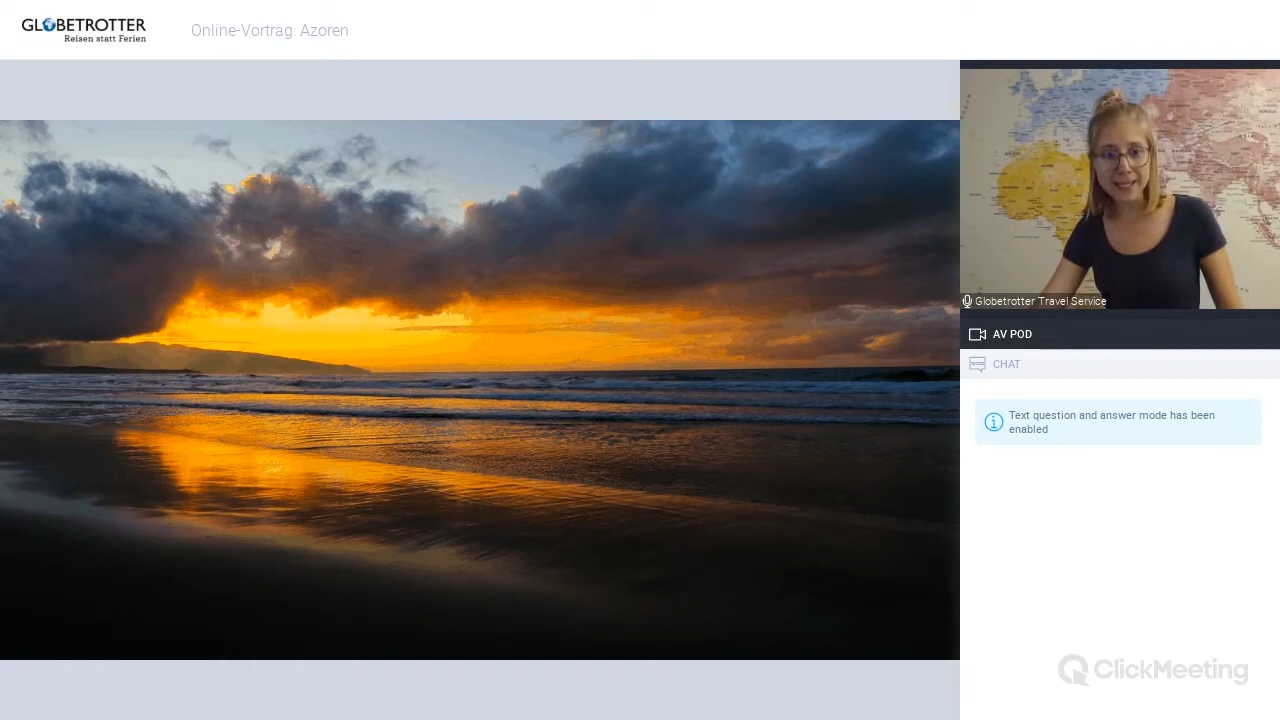 GLOBETROTTER
Reisen statt Ferien
Online-Vortrag: Azoren
Globetrotter Travel Service
AV POD
CHAT
Text question and answer mode has been
enabled
ClickMeeting